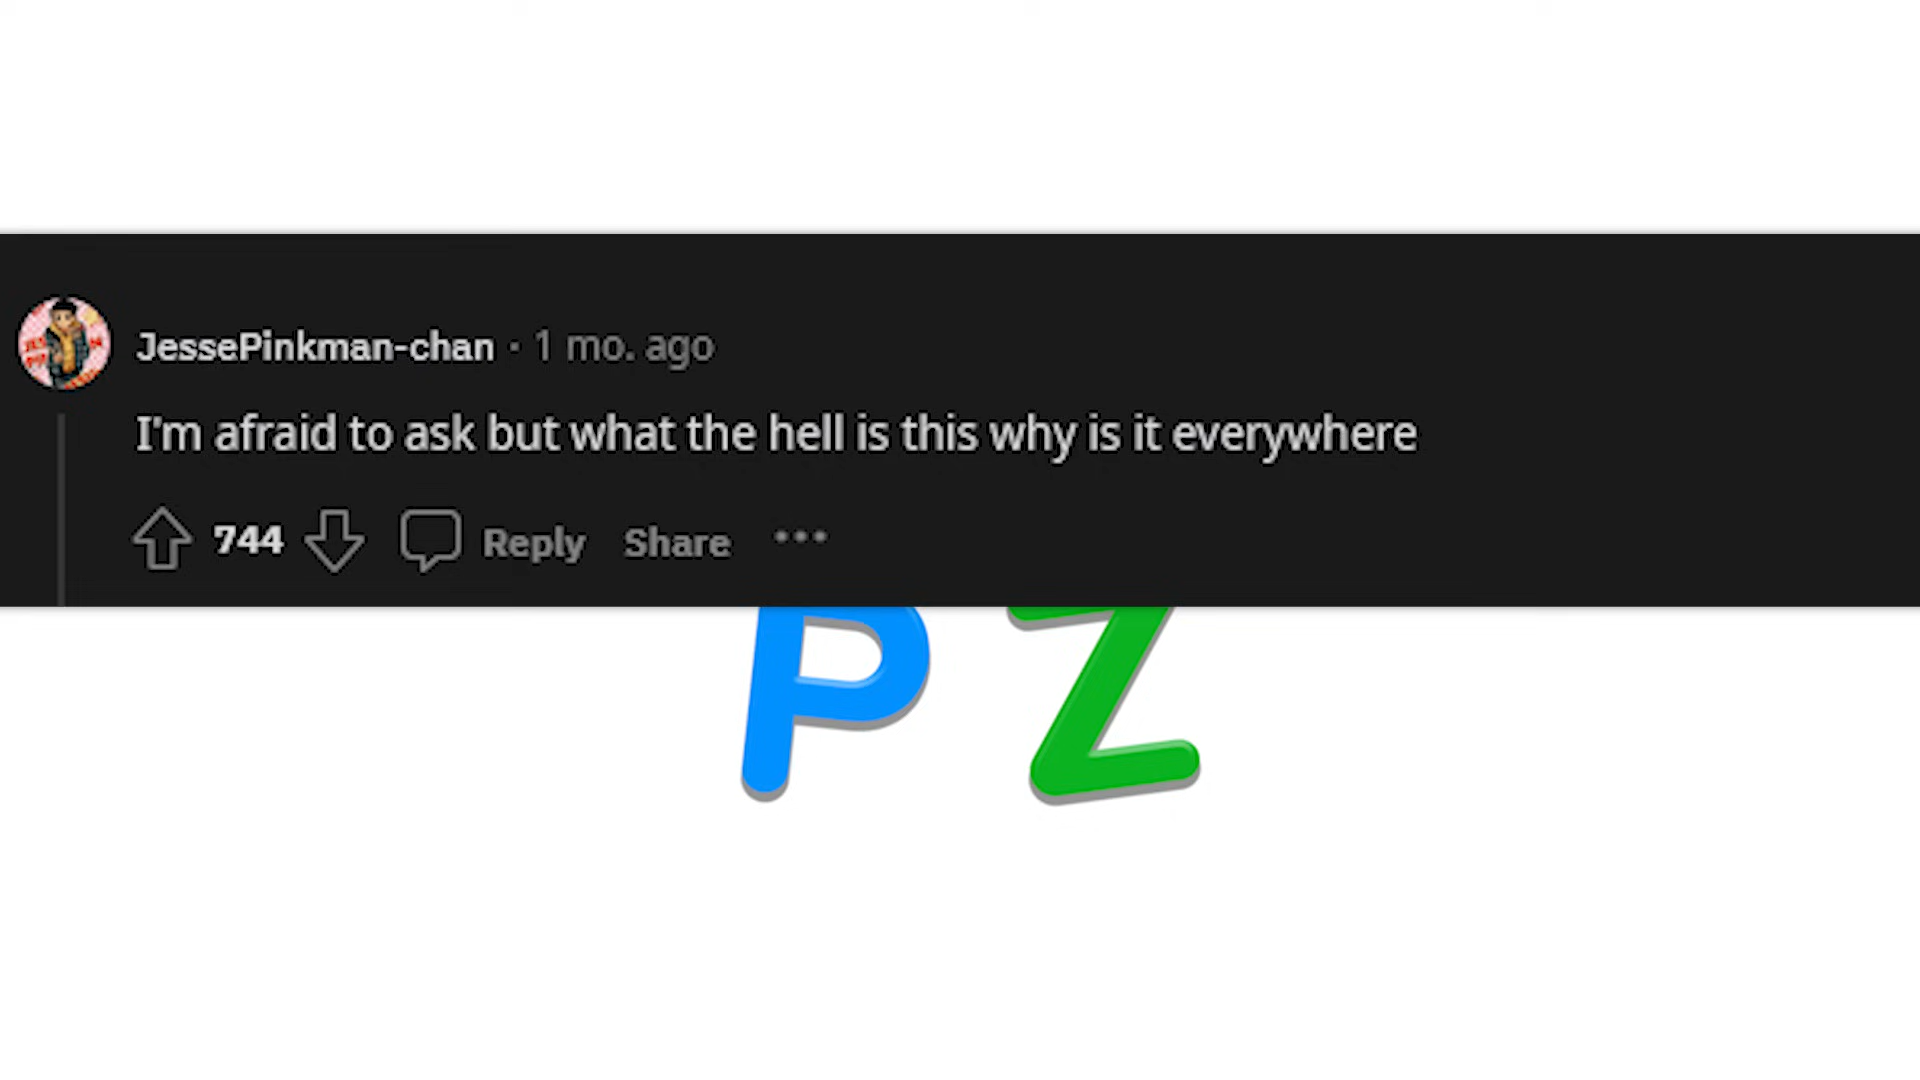 JessePinkman-chan · 1 mo. ago
I'm afraid to ask but what the hell is this why is it everywhere
744 Reply Share •••
P Z